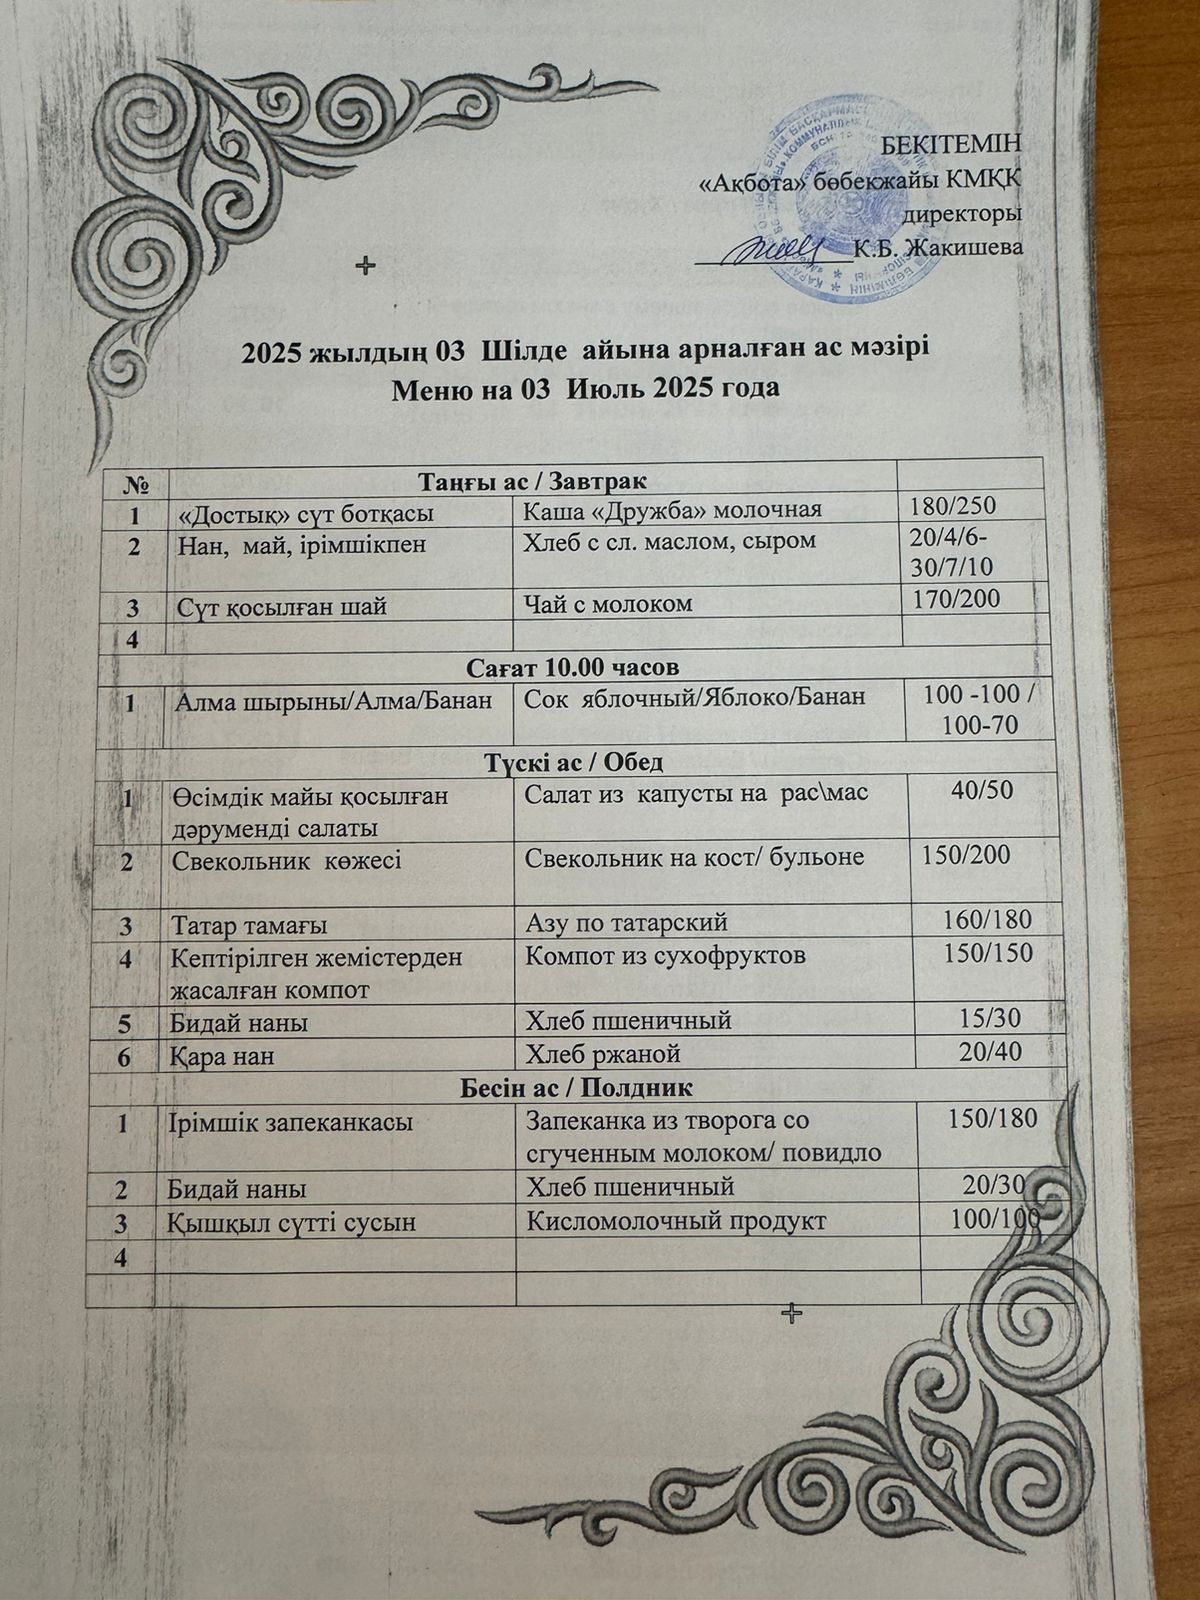 БЕКІТЕМІН
«Ақбота» бөбекжайы КМҚК
директоры
К.Б. Жакишева
2025 жылдың 03 Шілде айына арналған ас мәзірі
Меню на 03 Июль 2025 года
№ Таңғы ас / Завтрак
1 «Достық» сүт ботқасы Каша «Дружба» молочная 180/250
2 Нан, май, ірімшікпен Хлеб с сл. маслом, сыром 20/4/6-
30/7/10
3 Сүт қосылған шай Чай с молоком 170/200
4
Сағат 10.00 часов
1 Алма шырыны/Алма/Банан Сок яблочный/Яблоко/Банан 100 -100 /
100-70
Түскі ас / Обед
1 Өсімдік майы қосылған Салат из капусты на рас\мас 40/50
дәруменді салаты
2 Свекольник көжесі Свекольник на кост/ бульоне 150/200
3 Татар тамағы Азу по татарский 160/180
4 Кептірілген жемістерден Компот из сухофруктов 150/150
жасалған компот
5 Бидай наны Хлеб пшеничный 15/30
6 Қара нан Хлеб ржаной 20/40
Бесін ас / Полдник
1 Ірімшік запеканкасы Запеканка из творога со 150/180
сгученным молоком/ повидло
2 Бидай наны Хлеб пшеничный 20/30
3 Қышқыл сүтті сусын Кисломолочный продукт 100/100
4